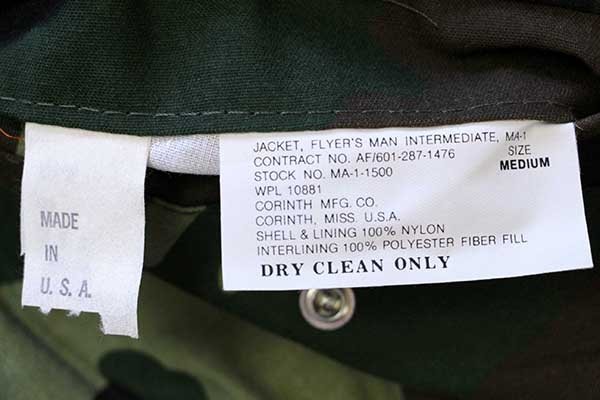 MADE
IN
U. S. A.
JACKET, FLYER'S MAN INTERMEDIATE, MA-1
CONTRACT NO. AF/601-287-1476
SIZE
STOCK NO. MA-1-1500
MEDIUM
WPL 10881
CORINTH MFG. CO.
CORINTH, MISS. U.S.A.
SHELL & LINING 100% NYLON
INTERLINING 100% POLYESTER FIBER FILL
DRY CLEAN ONLY